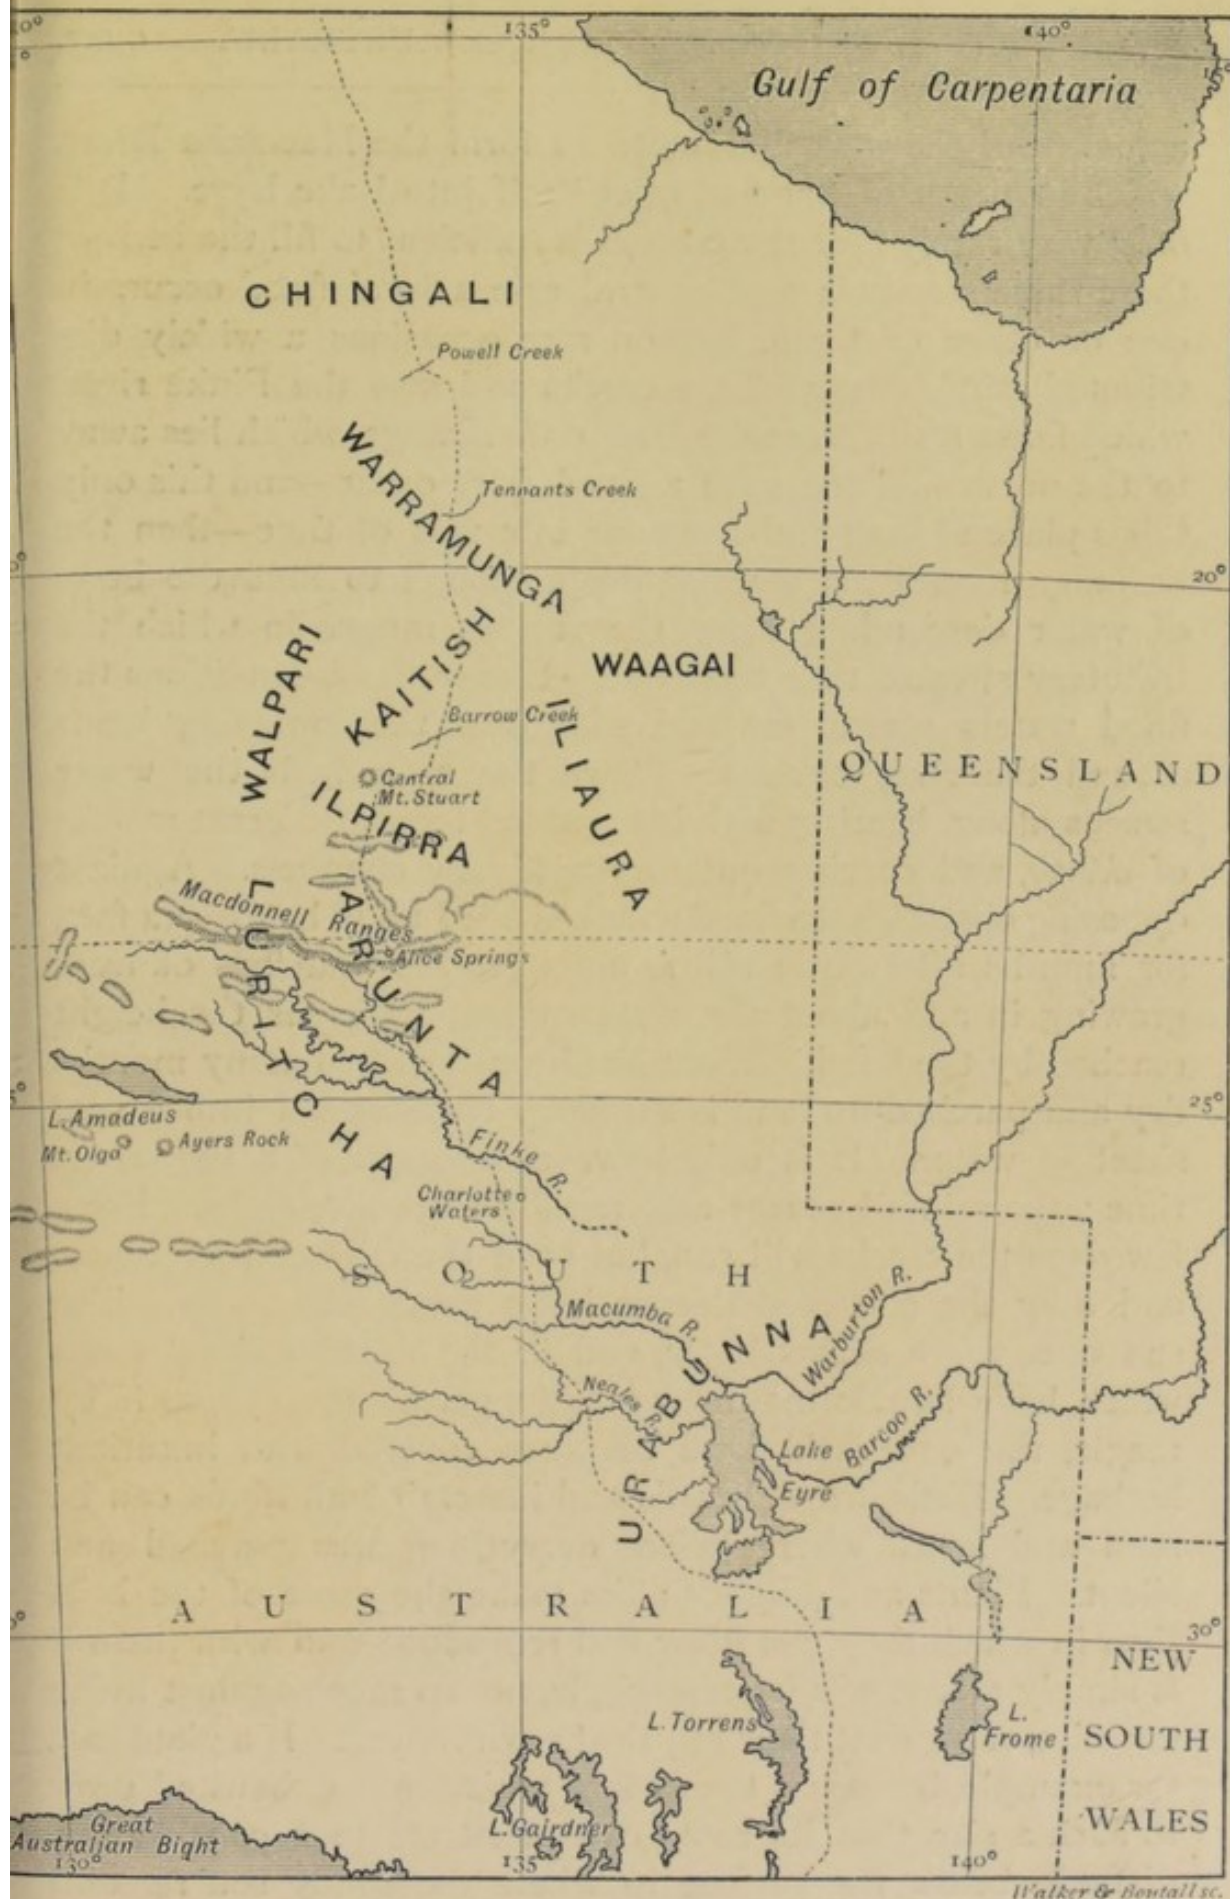 135°
140°
Gulf of Carpentaria
CHINGALI
Powell Creek
WARRAMUNGA
Tennants Creek
20°
KAITISH
WALPARI
WAAGAI
ILIAURA
Barrow Creek
QUEENSLAND
Central
Mt. Stuart
ILPIRRA
LURITCHA
ARUNTA
Macdonnell Ranges
Alice Springs
25°
L. Amadeus
Mt. Olga
Ayers Rock
Finke R.
Charlotte
Waters
SOUTH
Macumba R.
URABUNNA
Warburton R.
Neales R.
Barcoo R.
Lake
Eyre
AUSTRALIA
30°
NEW
L. Torrens
L.
Frome
SOUTH
WALES
Great
Australian Bight
L. Gairdner
130°
135°
140°
Walker & Boutall sc.